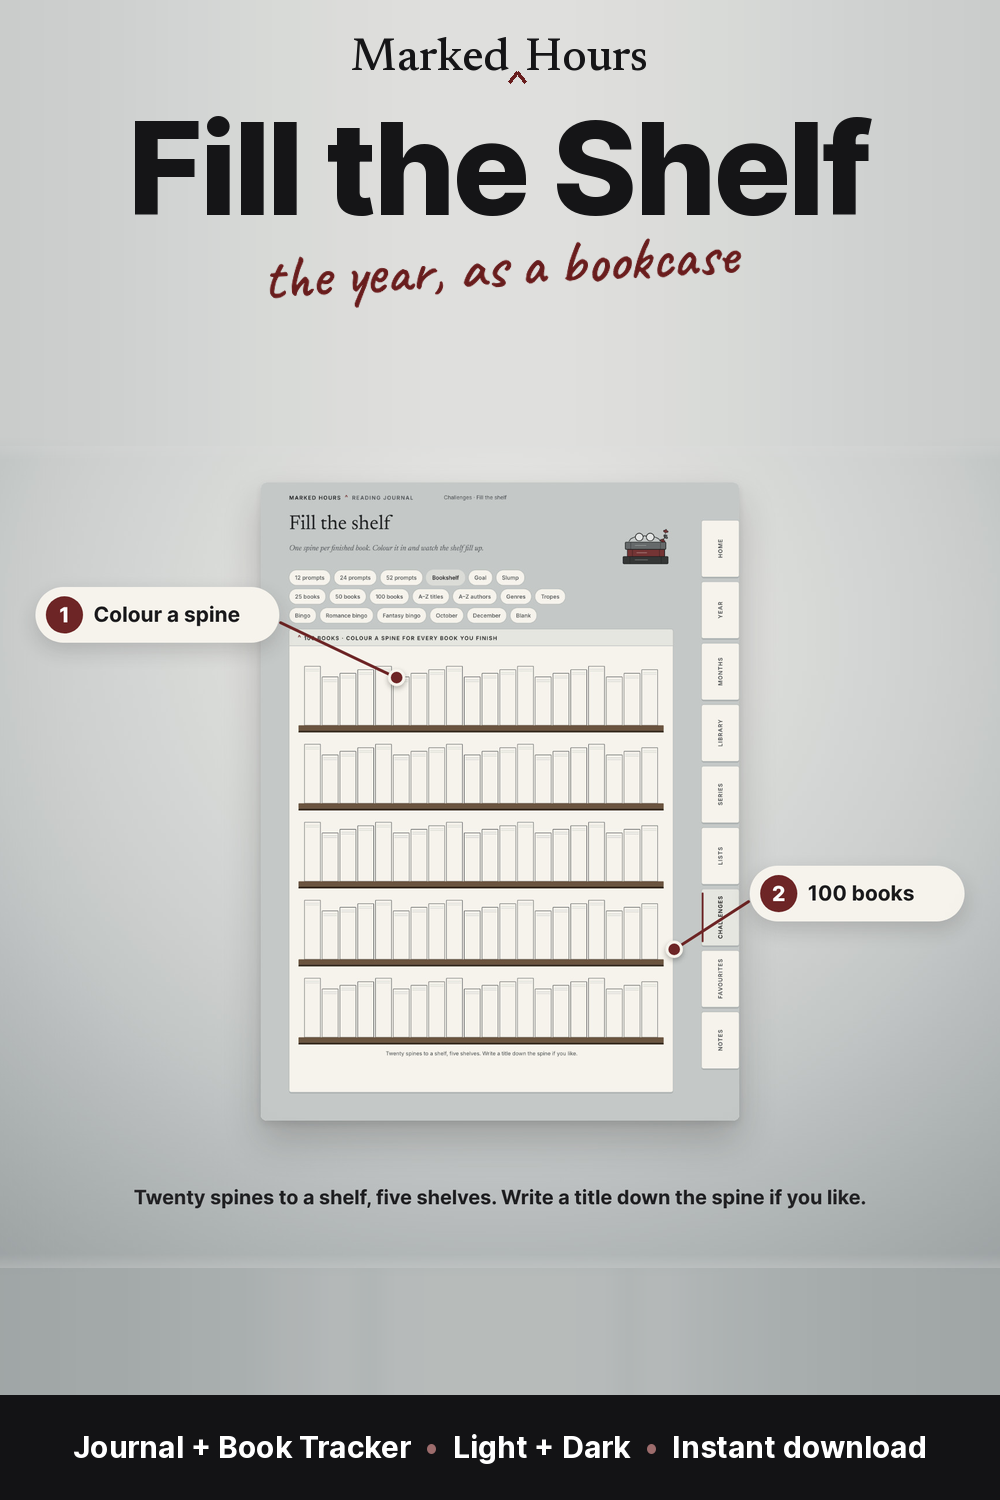 Marked‸Hours
Fill the Shelf
the year, as a bookcase
MARKED HOURS ‸ READING JOURNAL
Challenges · Fill the shelf
Fill the shelf
One spine per finished book. Colour it in and watch the shelf fill up.
12 prompts 24 prompts 52 prompts Bookshelf Goal Slump
25 books 50 books 100 books A–Z titles A–Z authors Genres Tropes
Bingo Romance bingo Fantasy bingo October December Blank
1 Colour a spine
‸ 100 BOOKS · COLOUR A SPINE FOR EVERY BOOK YOU FINISH
HOME
YEAR
MONTHS
LIBRARY
SERIES
LISTS
CHALLENGES
FAVOURITES
NOTES
2 100 books
Twenty spines to a shelf, five shelves. Write a title down the spine if you like.
Twenty spines to a shelf, five shelves. Write a title down the spine if you like.
Journal + Book Tracker • Light + Dark • Instant download